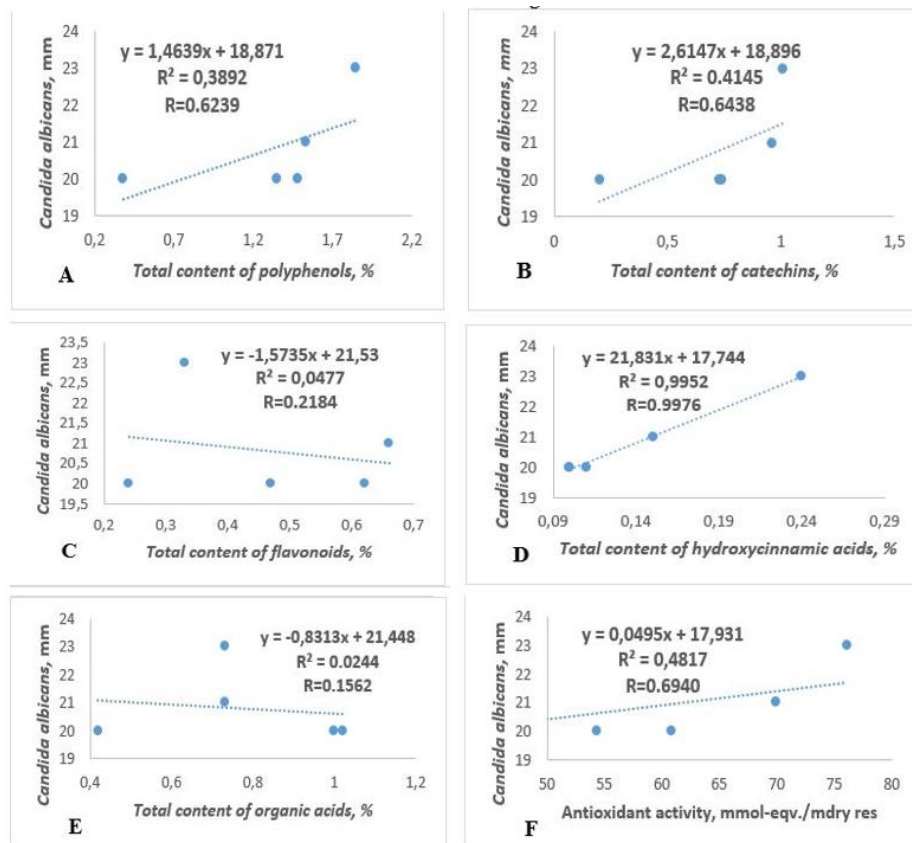 Candida albicans, mm
24
23
22
21
20
19
y = 1,4639x + 18,871
R² = 0,3892
R=0.6239
0,2 0,7 1,2 1,7 2,2
A
Total content of polyphenols, %
Candida albicans, mm
24
23
22
21
20
19
y = 2,6147x + 18,896
R² = 0.4145
R=0.6438
0 0,5 1 1,5
B
Total content of catechins, %
Candida albicans, mm
23,5
23
22,5
22
21,5
21
20,5
20
19,5
y = -1,5735x + 21,53
R² = 0,0477
R=0.2184
0,2 0,3 0,4 0,5 0,6 0,7
C
Total content of flavonoids, %
Candida albicans, mm
24
23
22
21
20
19
y = 21,831x + 17,744
R² = 0,9952
R=0.9976
0,09 0,14 0,19 0,24 0,29
D
Total content of hydroxycinnamic acids, %
Candida albicans, mm
24
23
22
21
20
19
y = -0,8313x + 21,448
R² = 0.0244
R=0.1562
0,4 0,6 0,8 1 1,2
E
Total content of organic acids, %
Candida albicans, mm
24
23
22
21
20
19
y = 0,0495x + 17,931
R² = 0,4817
R=0.6940
50 55 60 65 70 75 80
F
Antioxidant activity, mmol-eqv./mdry res